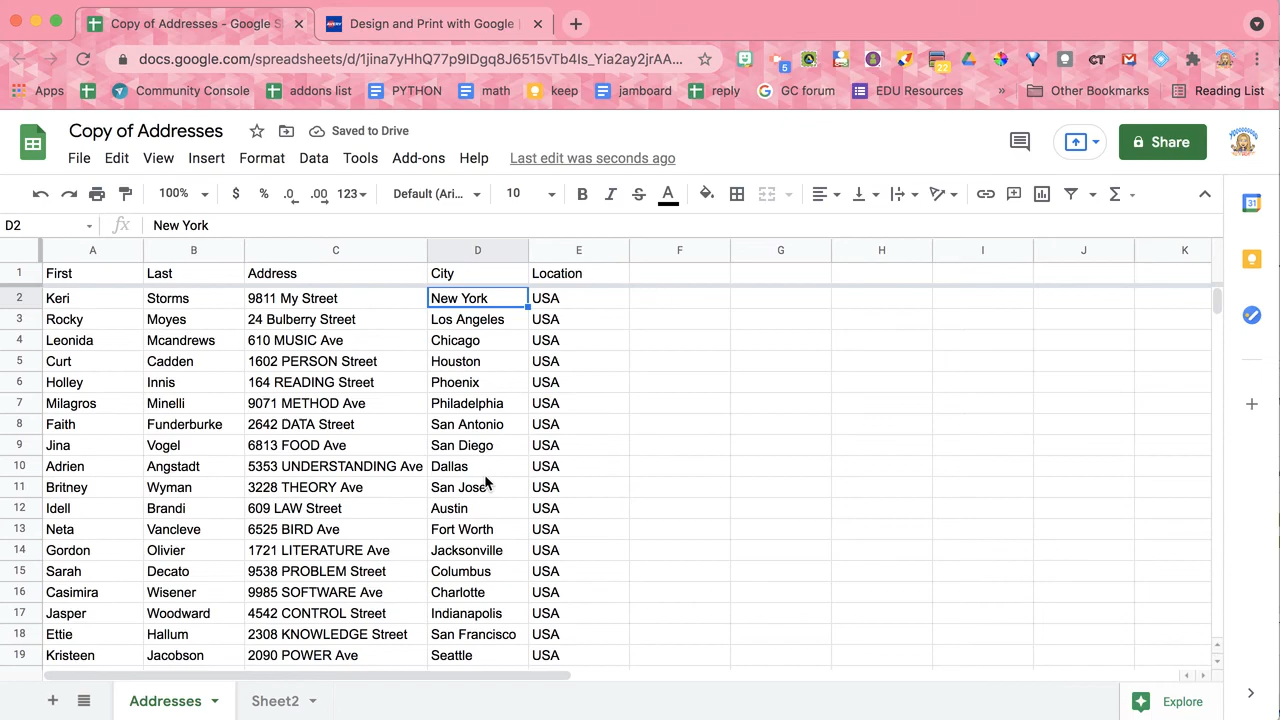 Copy of Addresses - Google S
Design and Print with Google
docs.google.com/spreadsheets/d/1jina7yHhQ77p9IDgq8J6515vTb4Is_Yia2ay2jrAA...
5
22
CT
Apps
Community Console
addons list
PYTHON
math
keep
jamboard
reply
GC forum
EDU Resources
»
Other Bookmarks
Reading List
Copy of Addresses
Saved to Drive
File Edit View Insert Format Data Tools Add-ons Help Last edit was seconds ago
Share
100% $ % .0 .00 123 Default (Ari... 10 B I S A Σ
31
D2 fx New York
A B C D E F G H I J K
1 First Last Address City Location
2 Keri Storms 9811 My Street New York USA
3 Rocky Moyes 24 Bulberry Street Los Angeles USA
4 Leonida Mcandrews 610 MUSIC Ave Chicago USA
5 Curt Cadden 1602 PERSON Street Houston USA
6 Holley Innis 164 READING Street Phoenix USA
7 Milagros Minelli 9071 METHOD Ave Philadelphia USA
8 Faith Funderburke 2642 DATA Street San Antonio USA
9 Jina Vogel 6813 FOOD Ave San Diego USA
10 Adrien Angstadt 5353 UNDERSTANDING Ave Dallas USA
11 Britney Wyman 3228 THEORY Ave San Jose USA
12 Idell Brandi 609 LAW Street Austin USA
13 Neta Vancleve 6525 BIRD Ave Fort Worth USA
14 Gordon Olivier 1721 LITERATURE Ave Jacksonville USA
15 Sarah Decato 9538 PROBLEM Street Columbus USA
16 Casimira Wisener 9985 SOFTWARE Ave Charlotte USA
17 Jasper Woodward 4542 CONTROL Street Indianapolis USA
18 Ettie Hallum 2308 KNOWLEDGE Street San Francisco USA
19 Kristeen Jacobson 2090 POWER Ave Seattle USA
Addresses Sheet2 Explore